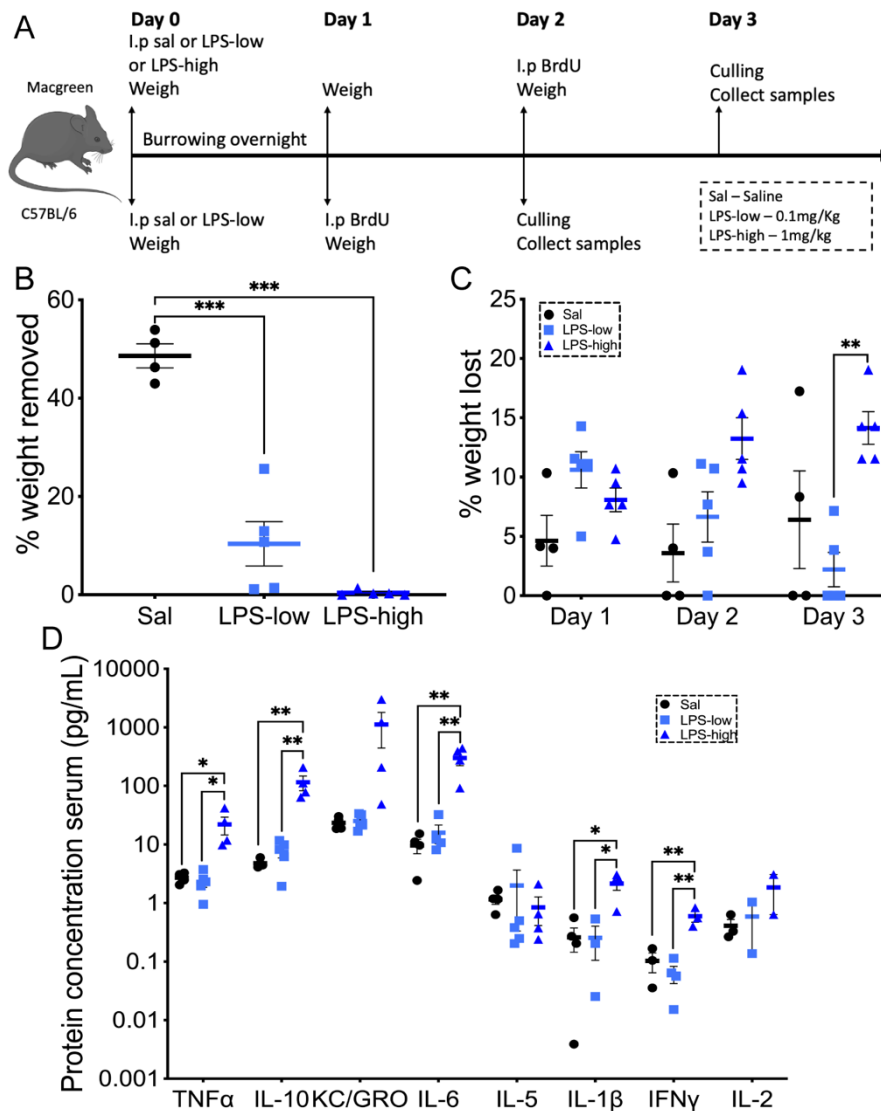 A
Day 0 Day 1 Day 2 Day 3
I.p sal or LPS-low
or LPS-high
Weigh
Weigh
I.p BrdU
Weigh
Culling
Collect samples
Macgreen
Burrowing overnight
C57BL/6
I.p sal or LPS-low
Weigh
I.p BrdU
Weigh
Culling
Collect samples
Sal – Saline
LPS-low – 0.1mg/Kg
LPS-high – 1mg/kg
B
% weight removed
60
40
20
0
***
***
Sal LPS-low LPS-high
C
% weight lost
25
20
15
10
5
0
Sal
LPS-low
LPS-high
**
Day 1 Day 2 Day 3
D
Protein concentration serum (pg/mL)
10000
1000
100
10
1
0.1
0.01
0.001
Sal
LPS-low
LPS-high
*
*
**
**
**
**
*
*
**
**
TNFα IL-10 KC/GRO IL-6 IL-5 IL-1β IFNγ IL-2